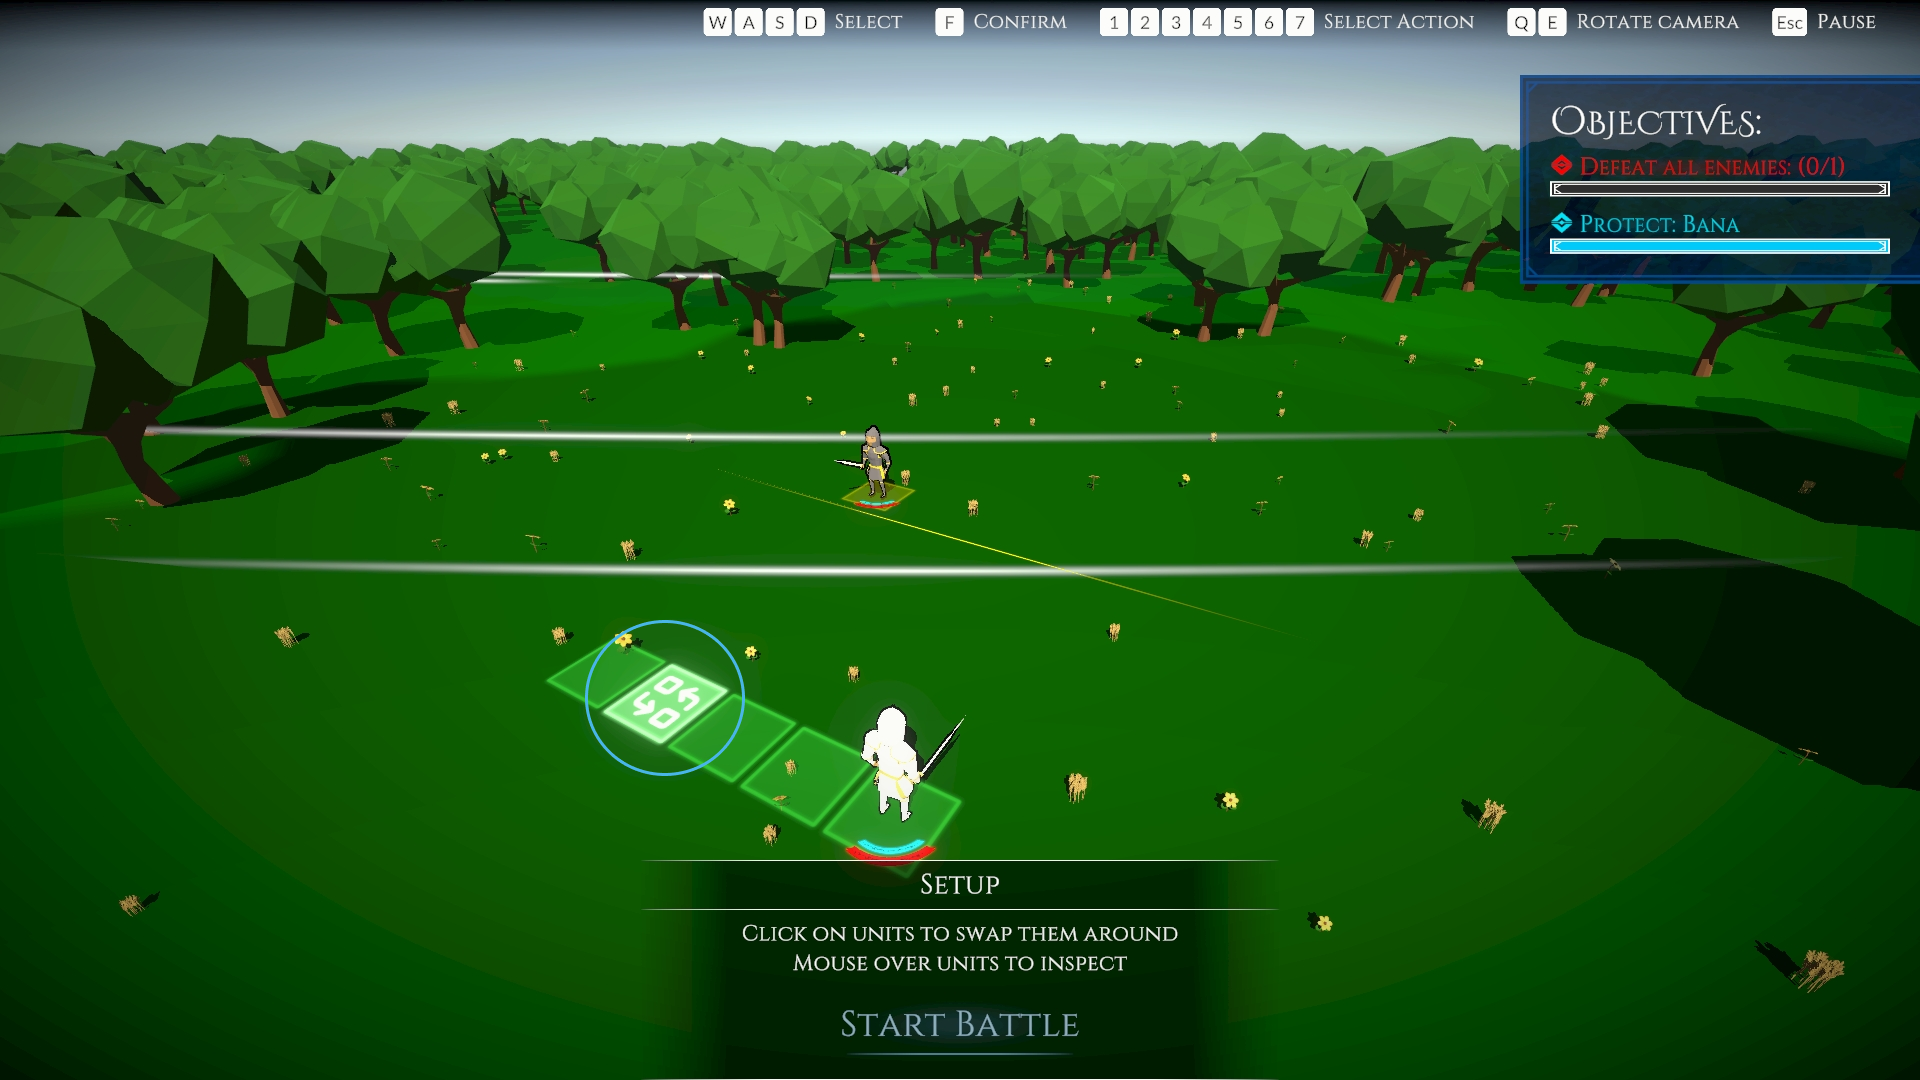 W A S D Select F Confirm 1 2 3 4 5 6 7 Select Action Q E Rotate camera Esc Pause
Objectives:
Defeat all enemies: (0/1)
Protect: Bana
Setup
Click on units to swap them around
Mouse over units to inspect
Start Battle